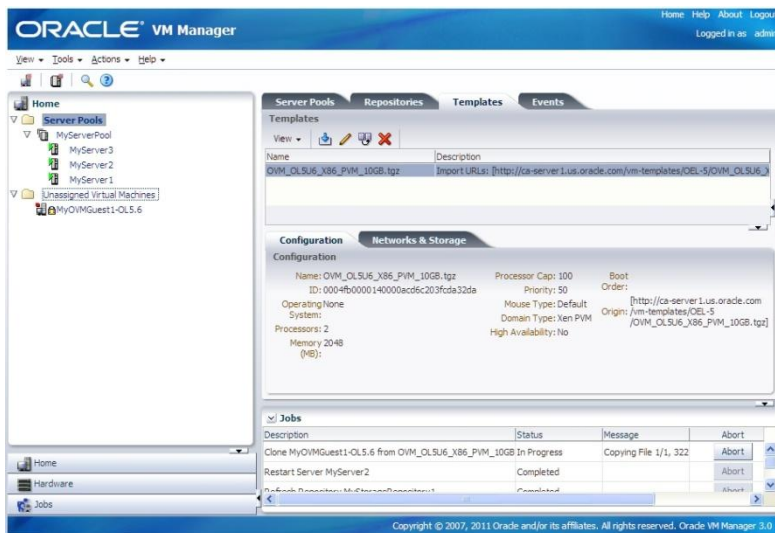 Home Help About Logou
ORACLE VM Manager
Logged in as admi
View Tools Actions Help
Home
Server Pools
MyServerPool
MyServer3
MyServer2
MyServer1
Unassigned Virtual Machines
MyOVMGuest1-OL5.6
Home
Hardware
Jobs
Server Pools Repositories Templates Events
Templates
View
Name Description
OVM_OL5U6_X86_PVM_10GB.tgz Import URLs: [http://ca-server1.us.oracle.com/vm-templates/OEL-5/OVM_OL5U6_X
Configuration Networks & Storage
Configuration
Name: OVM_OL5U6_X86_PVM_10GB.tgz
ID: 0004fb0000140000acd6c203fcda32da
Operating System: None
Processors: 2
Memory (MB): 2048
Processor Cap: 100
Priority: 50
Mouse Type: Default
Domain Type: Xen PVM
High Availability: No
Boot Order:
Origin: [http://ca-server1.us.oracle.com
/vm-templates/OEL-5
/OVM_OL5U6_X86_PVM_10GB.tgz]
Jobs
Description Status Message Abort
Clone MyOVMGuest1-OL5.6 from OVM_OL5U6_X86_PVM_10GB In Progress Copying File 1/1, 322 Abort
Restart Server MyServer2 Completed Abort
Refresh Repository MyStorageRepository1 Completed Abort
Copyright © 2007, 2011 Oracle and/or its affiliates. All rights reserved. Oracle VM Manager 3.0